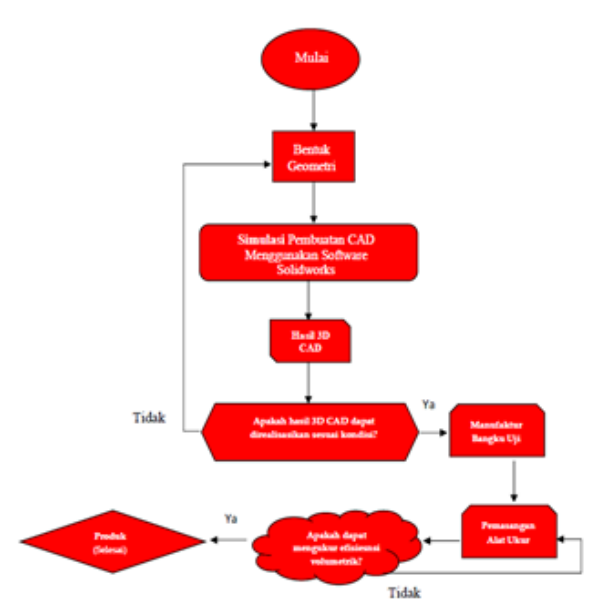 Mulai
Bentuk
Geometri
Simulasi Pembuatan CAD
Menggunakan Software
Solidworks
Hasil 3D
CAD
Apakah hasil 3D CAD dapat
direalisasikan sesuai kondisi?
Tidak
Ya
Manufaktur
Bangku Uji
Pemasangan
Alat Ukur
Apakah dapat
mengukur efisiensi
volumetrik?
Ya
Tidak
Produk
(Selesai)